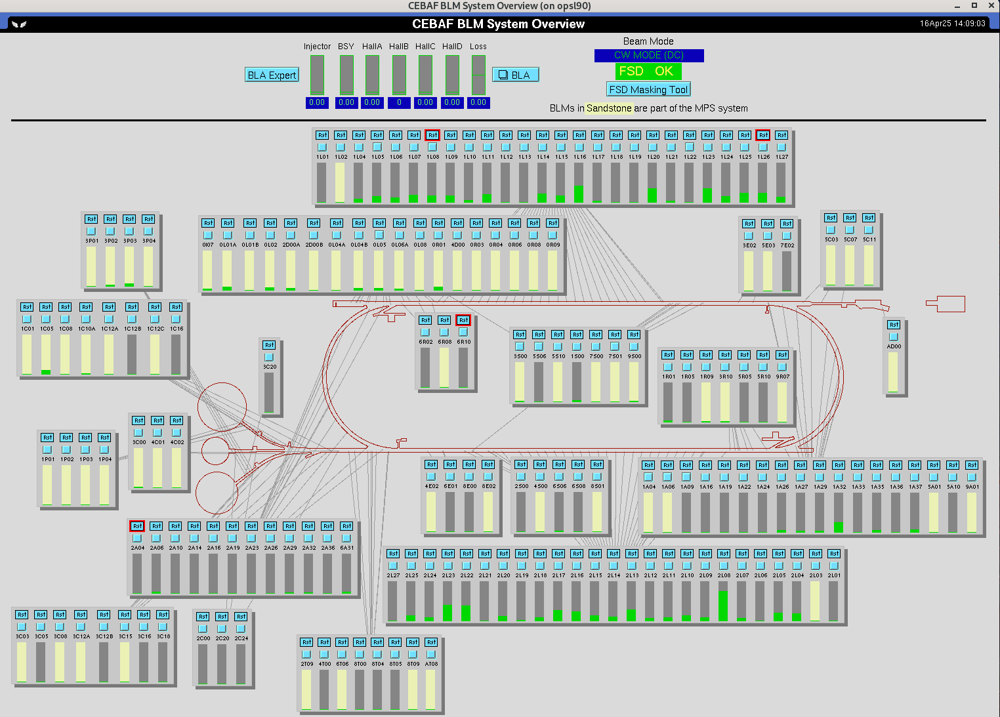 CEBAF BLM System Overview (on opsl90)
CEBAF BLM System Overview
16Apr25 14:09:03
Injector BSY HallA HallB HallC HallD Loss
Beam Mode
CW MODE (DC)
BLA Expert
BLA
FSD OK
FSD Masking Tool
0.00 0.00 0.00 0 0.00 0.00 0.00
BLMs in Sandstone are part of the MPS system
Rst Rst Rst Rst Rst Rst Rst Rst Rst Rst Rst Rst Rst Rst Rst Rst Rst Rst Rst Rst Rst Rst Rst Rst Rst Rst
1L01 1L02 1L04 1L05 1L06 1L07 1L08 1L09 1L10 1L11 1L12 1L13 1L14 1L15 1L16 1L17 1L18 1L19 1L20 1L21 1L22 1L23 1L24 1L25 1L26 1L27
Rst Rst Rst Rst
3P01 3P02 3P03 3P04
Rst Rst Rst Rst Rst Rst Rst Rst Rst Rst Rst Rst Rst Rst Rst Rst Rst Rst
0I07 0L01A 0L01B 0L02 2D00A 2D00B 0L04A 0L04B 0L05 0L06A 0L08 0R01 4D00 0R03 0R04 0R06 0R08 0R09
Rst Rst Rst
3E02 5E03 7E02
Rst Rst Rst
5C03 5C07 5C11
Rst Rst Rst Rst Rst Rst Rst Rst
1C01 1C05 1C08 1C10A 1C12A 1C12B 1C12C 1C16
Rst
3C20
Rst Rst Rst
6R02 6R08 6R10
Rst Rst Rst Rst Rst Rst Rst
3S00 5S06 5S10 1S00 7S00 7S01 9S00
Rst Rst Rst Rst Rst Rst Rst
1R01 1R05 1R09 3R10 5R05 5R10 9R07
Rst
AD00
Rst Rst Rst
3C00 4C01 4C02
Rst Rst Rst Rst
1P01 1P02 1P03 1P04
Rst Rst Rst Rst
4E02 6E01 8E00 8E02
Rst Rst Rst Rst Rst
2S00 4S00 6S06 6S08 8S01
Rst Rst Rst Rst Rst Rst Rst Rst Rst Rst Rst Rst Rst Rst Rst Rst Rst Rst
1A04 1A06 1A09 1A16 1A19 1A22 1A24 1A26 1A27 1A29 1A32 1A33 1A35 1A36 1A37 5A01 5A10 9A01
Rst Rst Rst Rst Rst Rst Rst Rst Rst Rst Rst Rst
2A04 2A06 2A10 2A14 2A16 2A19 2A23 2A26 2A29 2A32 2A36 6A31
Rst Rst Rst Rst Rst Rst Rst Rst Rst Rst Rst Rst Rst Rst Rst Rst Rst Rst Rst Rst Rst Rst Rst Rst Rst
2L27 2L25 2L24 2L23 2L22 2L21 2L20 2L19 2L18 2L17 2L16 2L15 2L14 2L13 2L12 2L11 2L10 2L09 2L08 2L07 2L06 2L05 2L04 2L03 2L01
Rst Rst Rst Rst Rst Rst Rst Rst
3C03 3C05 3C08 3C12A 3C12B 3C15 3C16 3C18
Rst Rst Rst
2C00 2C20 2C24
Rst Rst Rst Rst Rst Rst Rst Rst
2T09 4T00 6T06 8T00 8T04 8T05 8T09 AT08